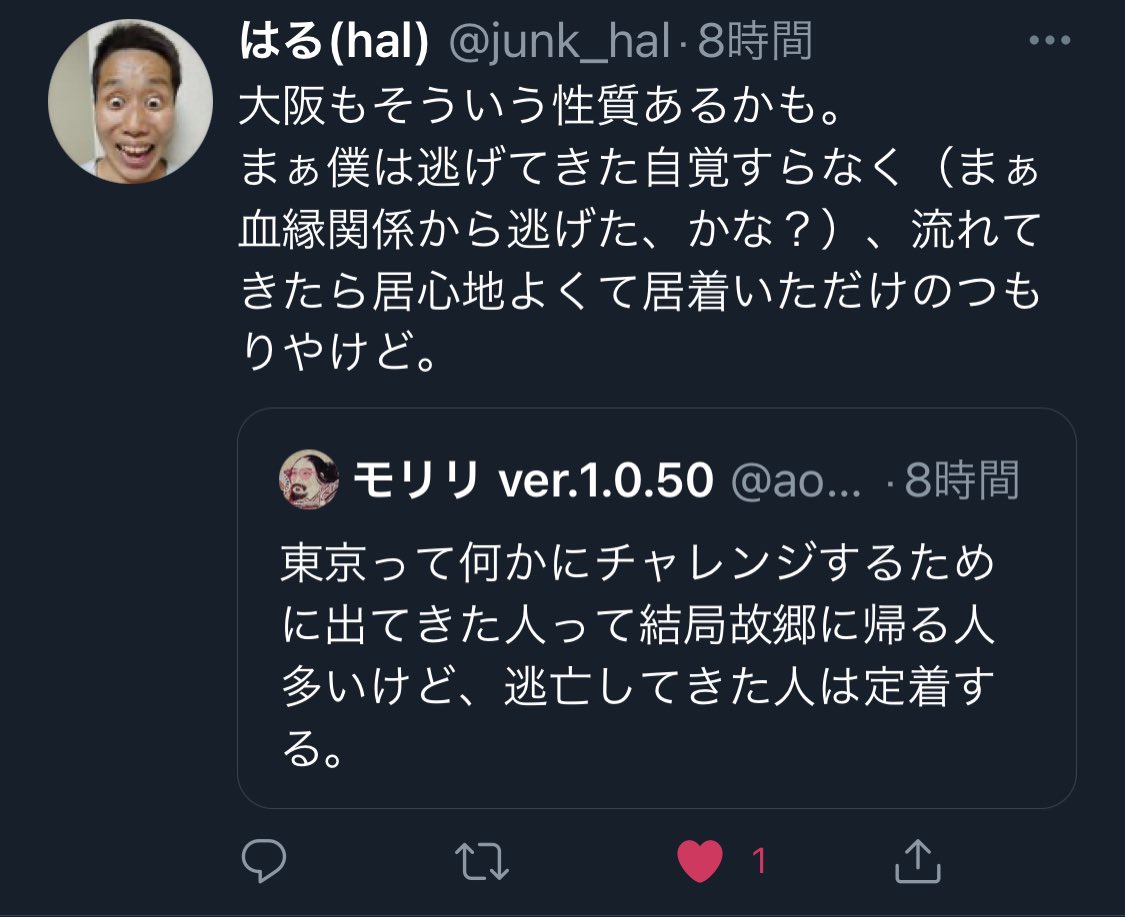 はる(hal) @junk_hal·8時間
大阪もそういう性質あるかも。
まぁ僕は逃げてきた自覚すらなく（まぁ
血縁関係から逃げた、かな？）、流れて
きたら居心地よくて居着いただけのつも
りやけど。
モリリ ver.1.0.50 @ao... ·8時間
東京って何かにチャレンジするため
に出てきた人って結局故郷に帰る人
多いけど、逃亡してきた人は定着す
る。
1